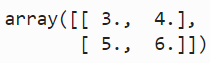 array([[ 3.,  4.],
       [ 5.,  6.]])